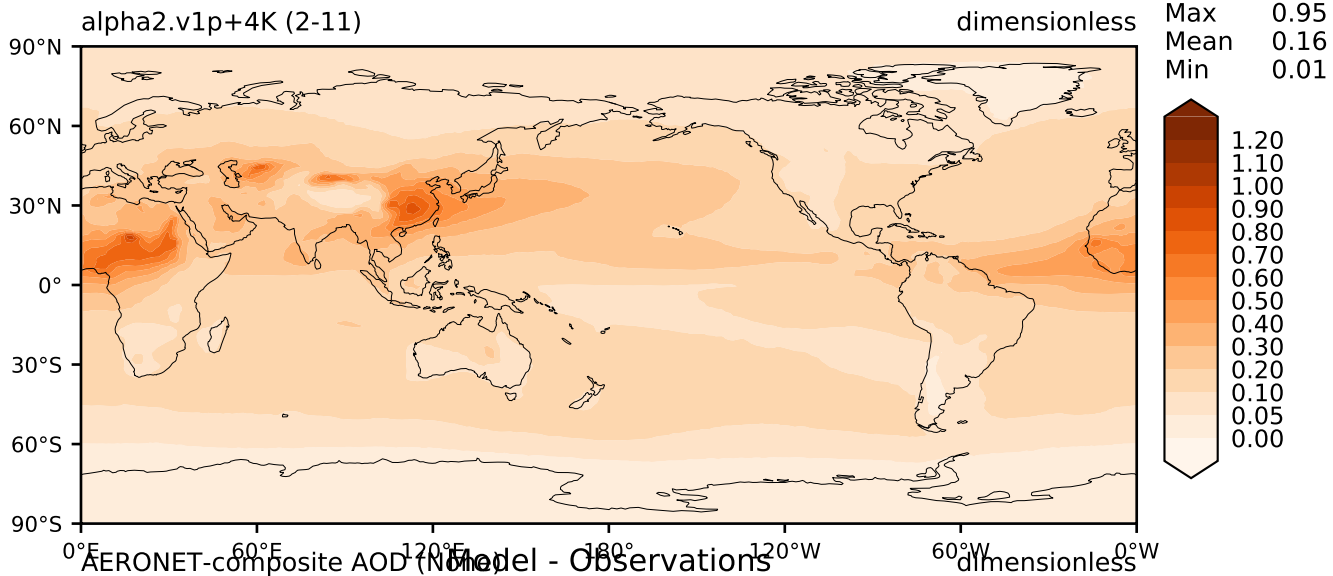 alpha2.v1p+4K (2-11) dimensionless
Max 0.95
Mean 0.16
Min 0.01
90°N
60°N
30°N
0°
30°S
60°S
90°S
1.20
1.10
1.00
0.90
0.80
0.70
0.60
0.50
0.40
0.30
0.20
0.10
0.05
0.00
0°E 60°E 120°E 180° 120°W 60°W 0°W
AERONET-composite AOD (None) Model - Observations dimensionless